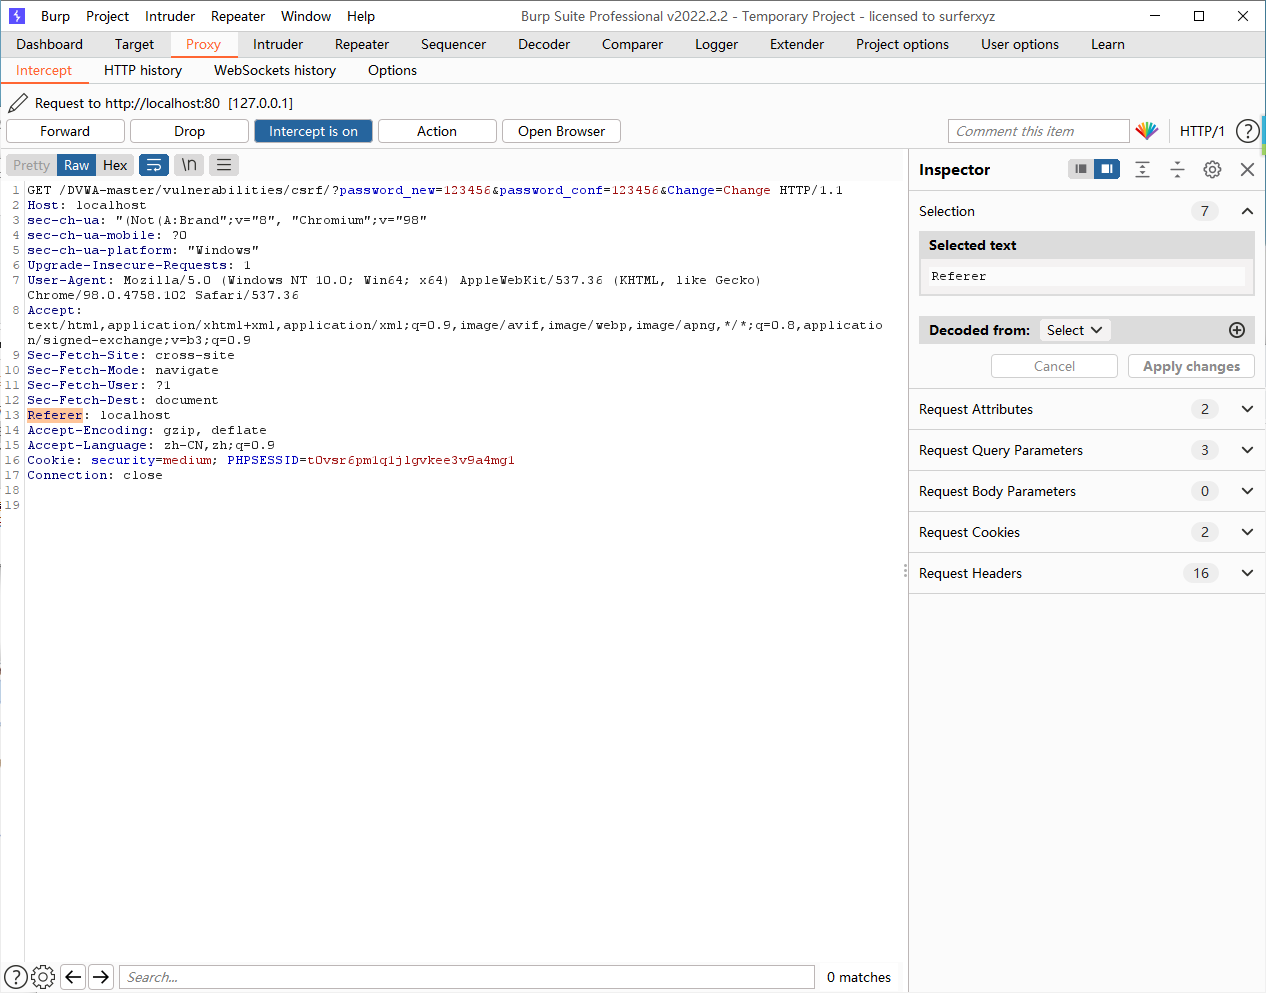 Burp Project Intruder Repeater Window Help Burp Suite Professional v2022.2.2 - Temporary Project - licensed to surferxyz
Dashboard Target Proxy Intruder Repeater Sequencer Decoder Comparer Logger Extender Project options User options Learn
Intercept HTTP history WebSockets history Options
Request to http://localhost:80 [127.0.0.1]
Forward Drop Intercept is on Action Open Browser Comment this item HTTP/1 ?
Pretty Raw Hex \n
1 GET /DVWA-master/vulnerabilities/csrf/?password_new=123456&password_conf=123456&Change=Change HTTP/1.1
2 Host: localhost
3 sec-ch-ua: "(Not(A:Brand";v="8", "Chromium";v="98"
4 sec-ch-ua-mobile: ?0
5 sec-ch-ua-platform: "Windows"
6 Upgrade-Insecure-Requests: 1
7 User-Agent: Mozilla/5.0 (Windows NT 10.0; Win64; x64) AppleWebKit/537.36 (KHTML, like Gecko)
Chrome/98.0.4758.102 Safari/537.36
8 Accept:
text/html,application/xhtml+xml,application/xml;q=0.9,image/avif,image/webp,image/apng,*/*;q=0.8,applicatio
n/signed-exchange;v=b3;q=0.9
9 Sec-Fetch-Site: cross-site
10 Sec-Fetch-Mode: navigate
11 Sec-Fetch-User: ?1
12 Sec-Fetch-Dest: document
13 Referer: localhost
14 Accept-Encoding: gzip, deflate
15 Accept-Language: zh-CN,zh;q=0.9
16 Cookie: security=medium; PHPSESSID=t0vsr6pm1q1j1gvkee3v9a4mg1
17 Connection: close
18
19
Inspector
Selection 7
Selected text
Referer
Decoded from: Select
Cancel Apply changes
Request Attributes 2
Request Query Parameters 3
Request Body Parameters 0
Request Cookies 2
Request Headers 16
? Search... 0 matches